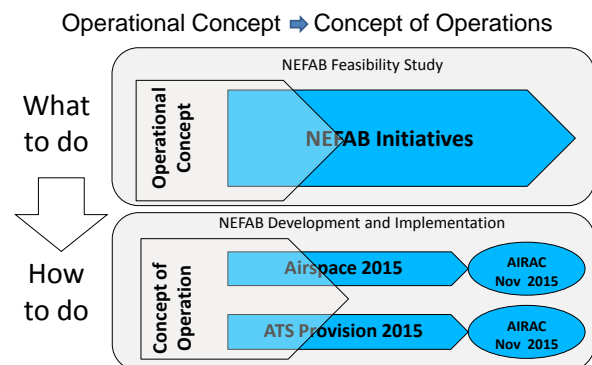 Operational Concept Concept of Operations
NEFAB Feasibility Study
What
to do
Operational
Concept
NEFAB Initiatives
NEFAB Development and Implementation
How
to do
Concept of
Operation
Airspace 2015
AIRAC
Nov 2015
ATS Provision 2015
AIRAC
Nov 2015